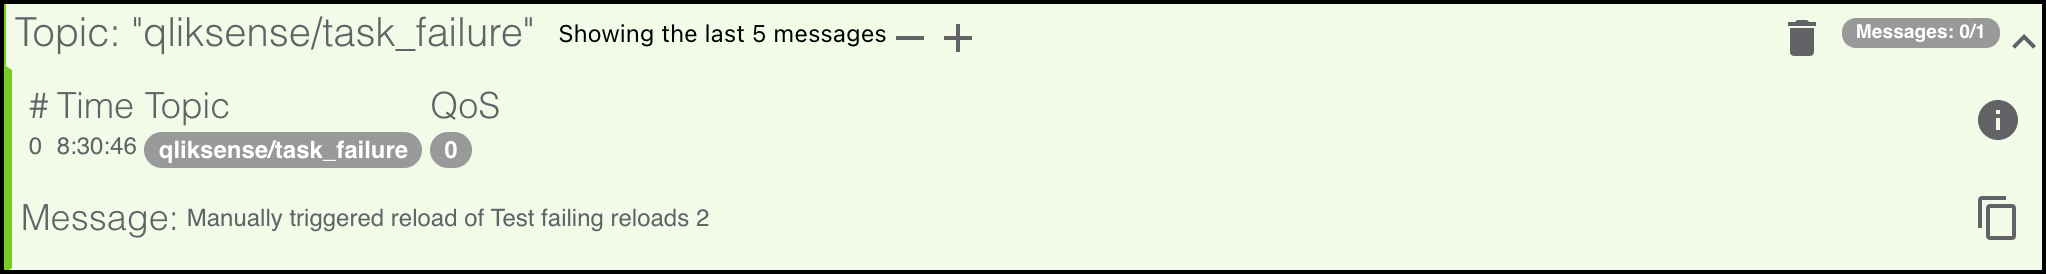 Topic: "qliksense/task_failure" Showing the last 5 messages — + Messages: 0/1
# Time Topic QoS
0 8:30:46 qliksense/task_failure 0
Message: Manually triggered reload of Test failing reloads 2